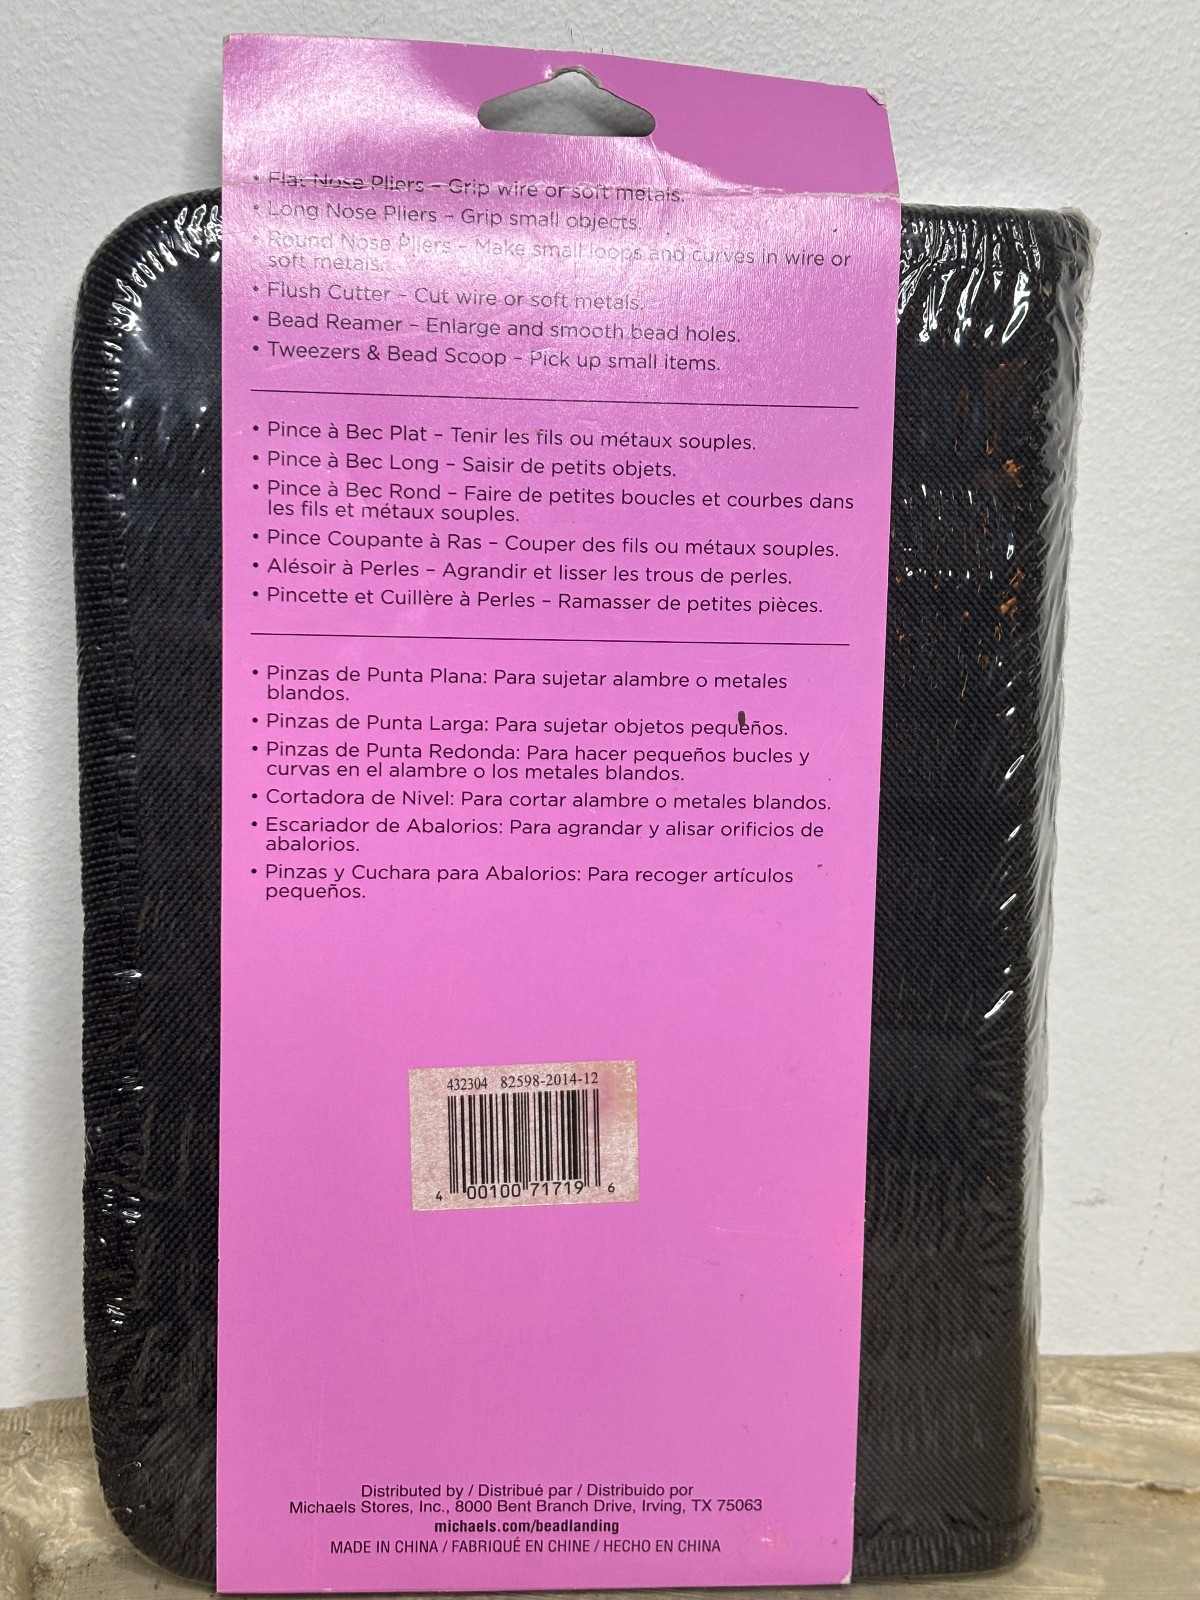 • Flat Nose Pliers – Grip wire or soft metals.
• Long Nose Pliers – Grip small objects.
• Round Nose Pliers – Make small loops and curves in wire or
soft metals.
• Flush Cutter – Cut wire or soft metals.
• Bead Reamer – Enlarge and smooth bead holes.
• Tweezers & Bead Scoop – Pick up small items.
• Pince à Bec Plat – Tenir les fils ou métaux souples.
• Pince à Bec Long – Saisir de petits objets.
• Pince à Bec Rond – Faire de petites boucles et courbes dans
les fils et métaux souples.
• Pince Coupante à Ras – Couper des fils ou métaux souples.
• Alésoir à Perles – Agrandir et lisser les trous de perles.
• Pincette et Cuillère à Perles – Ramasser de petites pièces.
• Pinzas de Punta Plana: Para sujetar alambre o metales
blandos.
• Pinzas de Punta Larga: Para sujetar objetos pequeños.
• Pinzas de Punta Redonda: Para hacer pequeños bucles y
curvas en el alambre o los metales blandos.
• Cortadora de Nivel: Para cortar alambre o metales blandos.
• Escariador de Abalorios: Para agrandar y alisar orificios de
abalorios.
• Pinzas y Cuchara para Abalorios: Para recoger artículos
pequeños.
432304 82598-2014-12
4 00100 71719 6
Distributed by / Distribué par / Distribuido por
Michaels Stores, Inc., 8000 Bent Branch Drive, Irving, TX 75063
michaels.com/beadlanding
MADE IN CHINA / FABRIQUÉ EN CHINE / HECHO EN CHINA